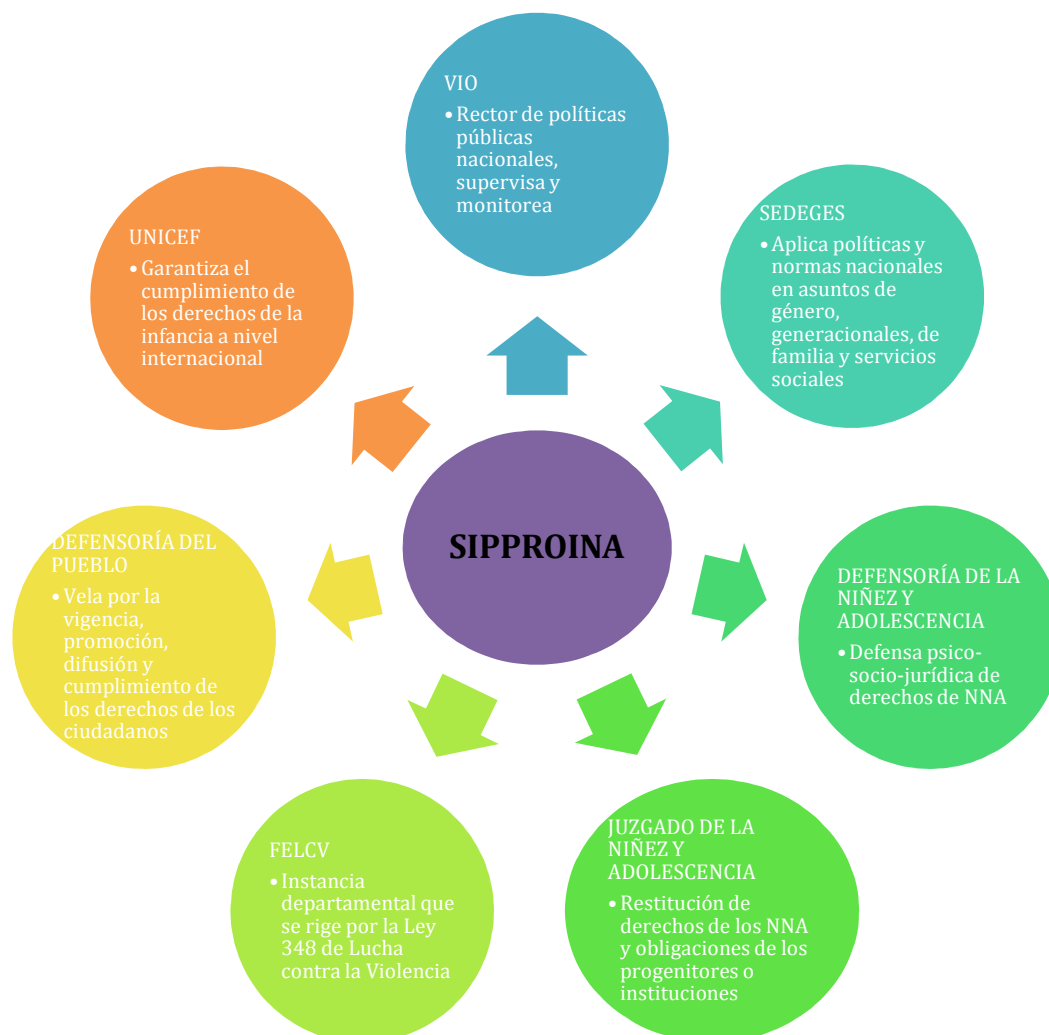 VIO
• Rector de políticas
públicas
nacionales,
supervisa y
monitorea
SEDEGES
• Aplica políticas y
normas nacionales
en asuntos de
género,
generacionales, de
familia y servicios
sociales
DEFENSORÍA DE LA
NIÑEZ Y
ADOLESCENCIA
• Defensa psico-
socio-jurídica de
derechos de NNA
JUZGADO DE LA
NIÑEZ Y
ADOLESCENCIA
• Restitución de
derechos de los NNA
y obligaciones de los
progenitores o
instituciones
FELCV
• Instancia
departamental que
se rige por la Ley
348 de Lucha
contra la Violencia
DEFENSORÍA DEL
PUEBLO
• Vela por la
vigencia,
promoción,
difusión y
cumplimiento de
los derechos de los
ciudadanos
UNICEF
• Garantiza el
cumplimiento de
los derechos de la
infancia a nivel
internacional
SIPPROINA